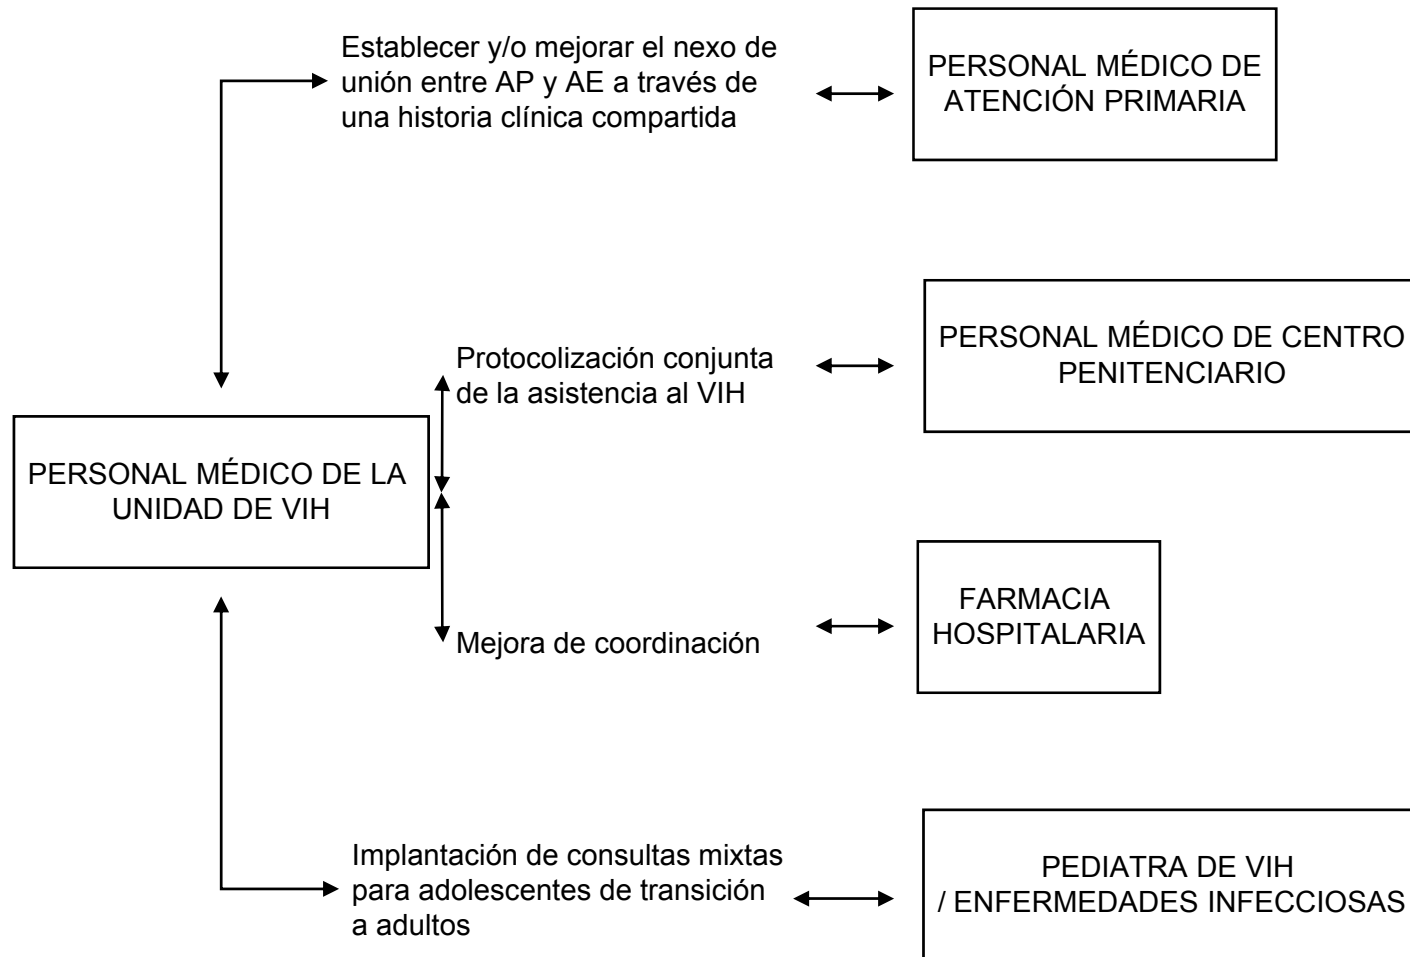 Establecer y/o mejorar el nexo de
unión entre AP y AE a través de
una historia clínica compartida
PERSONAL MÉDICO DE
ATENCIÓN PRIMARIA
Protocolización conjunta
de la asistencia al VIH
PERSONAL MÉDICO DE CENTRO
PENITENCIARIO
PERSONAL MÉDICO DE LA
UNIDAD DE VIH
Mejora de coordinación
FARMACIA
HOSPITALARIA
Implantación de consultas mixtas
para adolescentes de transición
a adultos
PEDIATRA DE VIH
/ ENFERMEDADES INFECCIOSAS